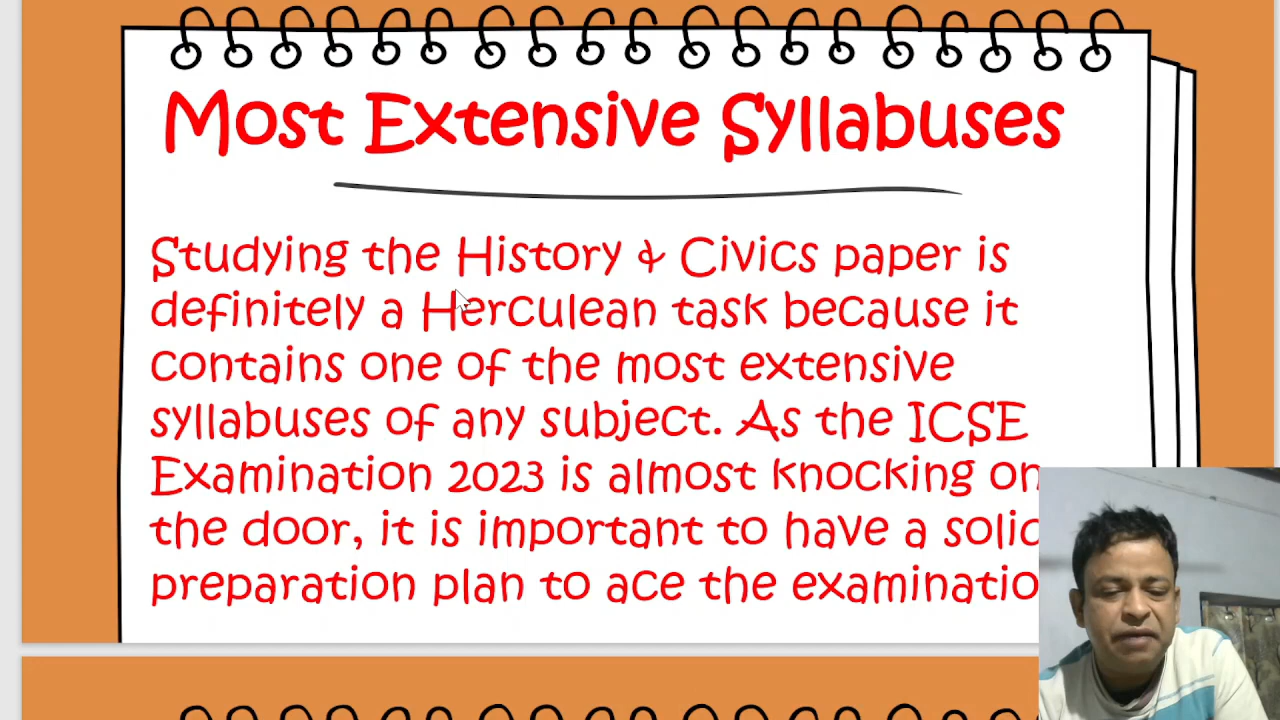 Most Extensive Syllabuses
Studying the History & Civics paper is
definitely a Herculean task because it
contains one of the most extensive
syllabuses of any subject. As the ICSE
Examination 2023 is almost knocking on
the door, it is important to have a solid
preparation plan to ace the examinatio